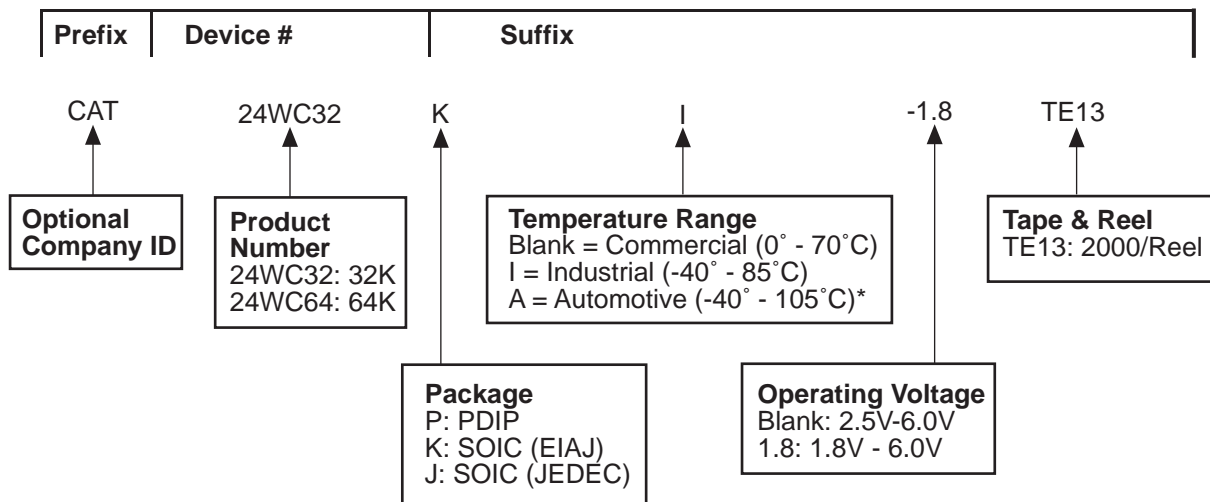 Prefix Device # Suffix
CAT 24WC32 K I -1.8 TE13
Optional
Company ID
Product
Number
24WC32: 32K
24WC64: 64K
Temperature Range
Blank = Commercial (0˚ - 70˚C)
I = Industrial (-40˚ - 85˚C)
A = Automotive (-40˚ - 105˚C)*
Tape & Reel
TE13: 2000/Reel
Package
P: PDIP
K: SOIC (EIAJ)
J: SOIC (JEDEC)
Operating Voltage
Blank: 2.5V-6.0V
1.8: 1.8V - 6.0V